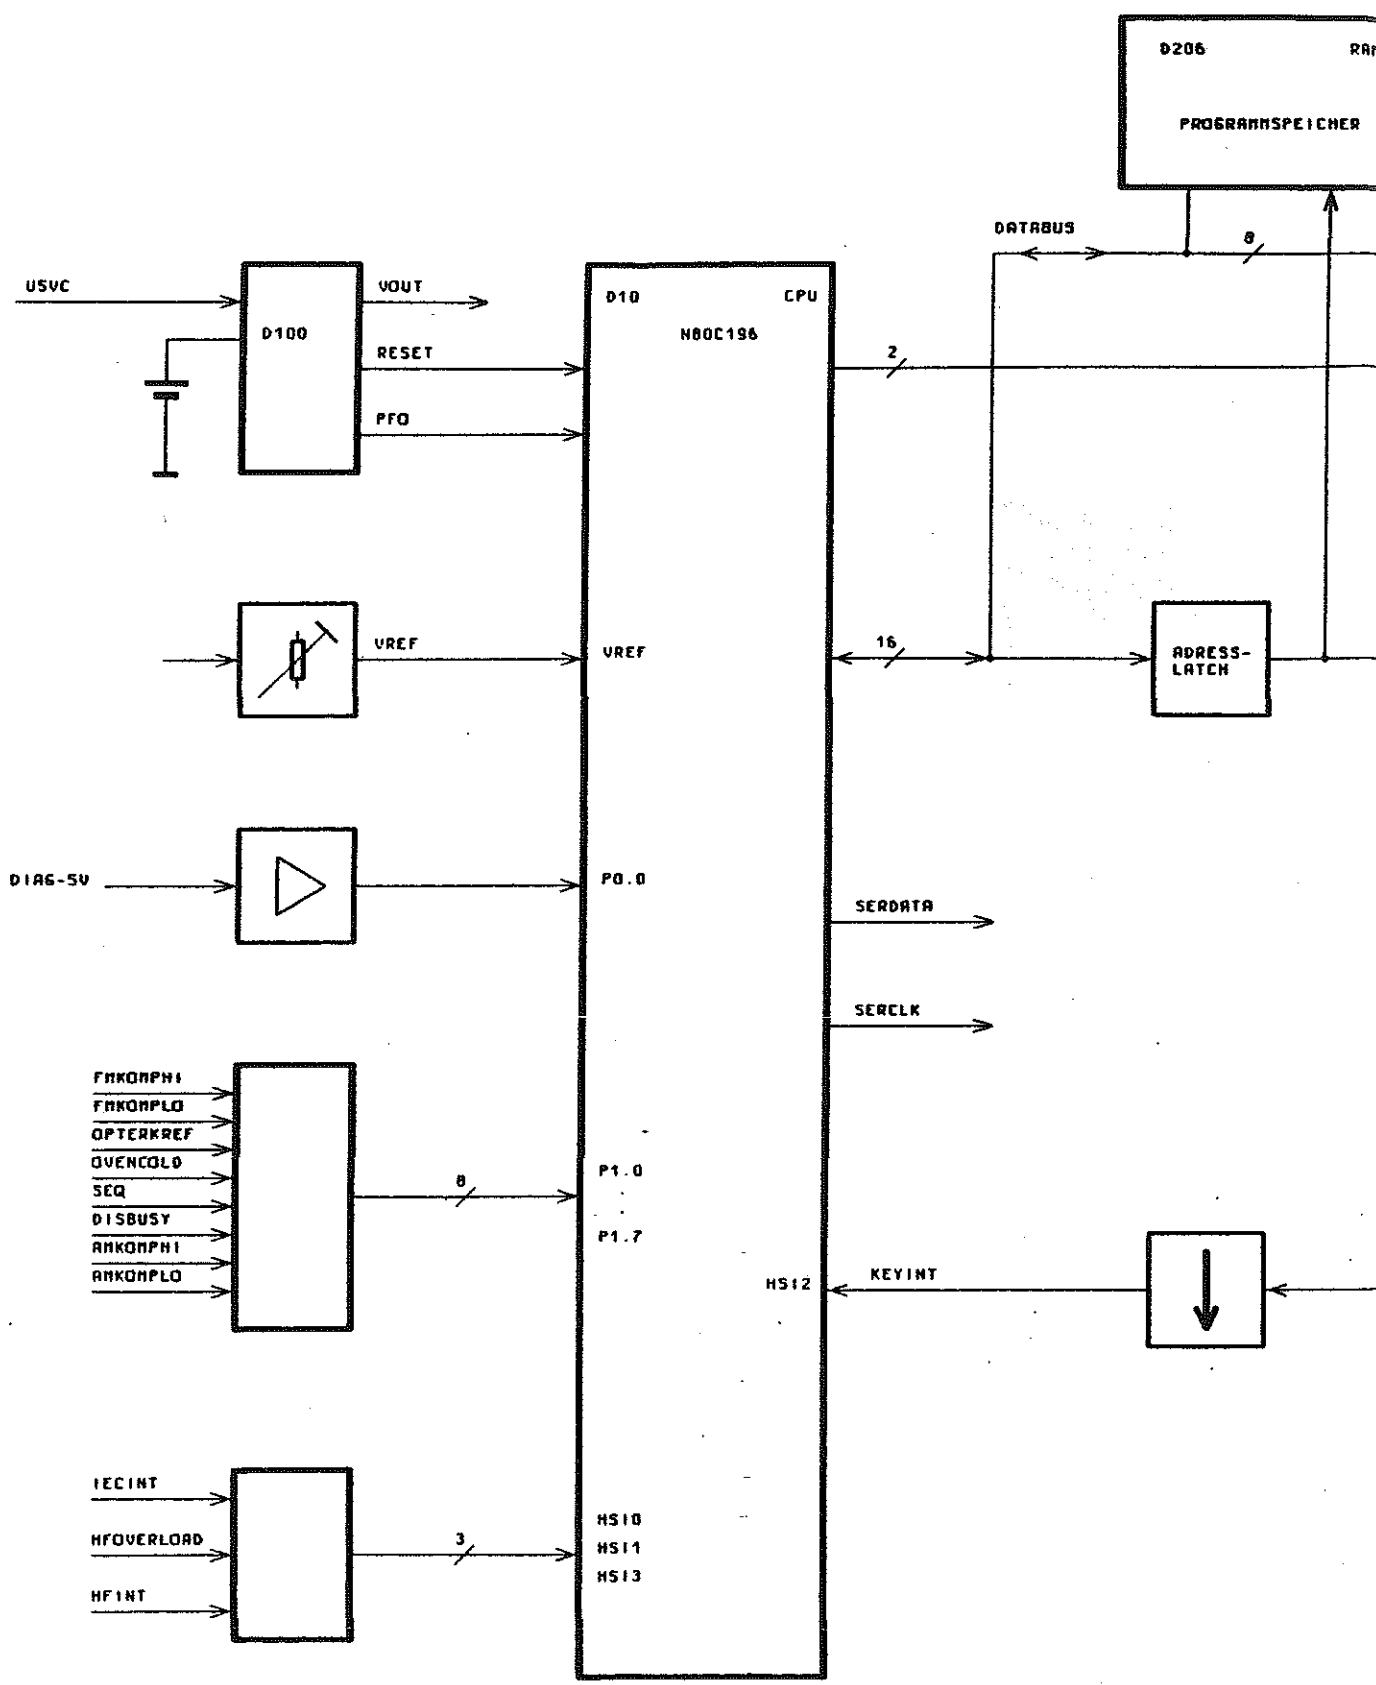 D206
PROGRAMMSPEICHER
DATABUS
8
USVC
VOUT
D100
RESET
PFO
D10 CPU
N80C196
2
VREF
VREF
16
ADRESS-
LATCH
DIAG-5V
P0.0
SERDATA
SERCLK
FMKOMPHI
FMKOMPLO
OPTERKREF
OVENCOLD
SEQ
DISBUSY
AMKOMPHI
AMKOMPLO
8
P1.0
P1.7
HSI2
KEYINT
IECINT
HFOVERLOAD
HFINT
3
HSI0
HSI1
HSI3